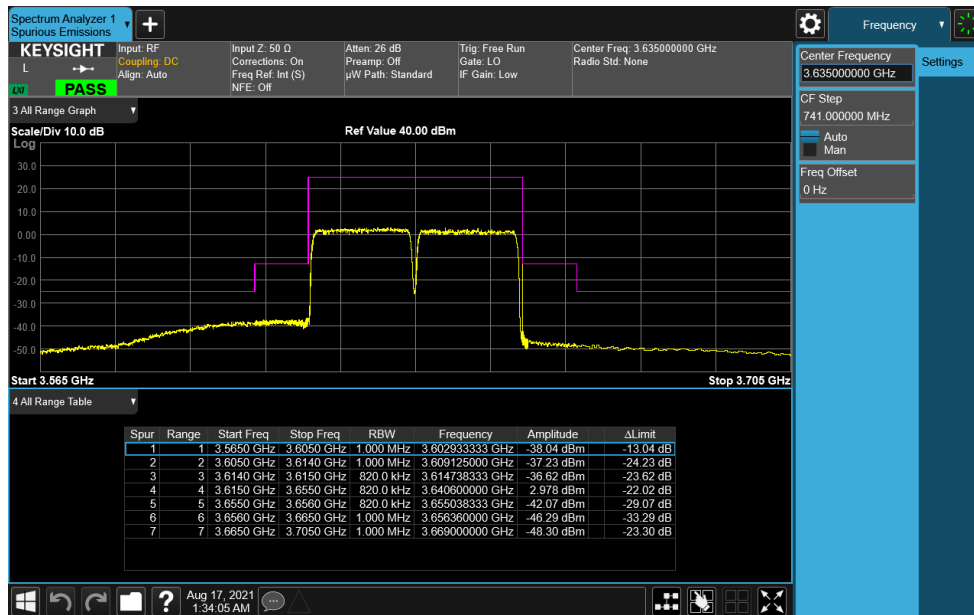 Spectrum Analyzer 1
Spurious Emissions
Frequency
KEYSIGHT
L
LXI
PASS
Input: RF
Coupling: DC
Align: Auto
Input Z: 50 Ω
Corrections: On
Freq Ref: Int (S)
NFE: Off
Atten: 26 dB
Preamp: Off
µW Path: Standard
Trig: Free Run
Gate: LO
IF Gain: Low
Center Freq: 3.635000000 GHz
Radio Std: None
Center Frequency
3.635000000 GHz
Settings
CF Step
741.000000 MHz
Auto
Man
Freq Offset
0 Hz
3 All Range Graph
Scale/Div 10.0 dB
Ref Value 40.00 dBm
Log
30.0
20.0
10.0
0.00
-10.0
-20.0
-30.0
-40.0
-50.0
Start 3.565 GHz
Stop 3.705 GHz
4 All Range Table
Spur Range Start Freq Stop Freq RBW Frequency Amplitude ΔLimit
1 1 3.5650 GHz 3.6050 GHz 1.000 MHz 3.602933333 GHz -38.04 dBm -13.04 dB
2 2 3.6050 GHz 3.6140 GHz 1.000 MHz 3.609125000 GHz -37.23 dBm -24.23 dB
3 3 3.6140 GHz 3.6150 GHz 820.0 kHz 3.614738333 GHz -36.62 dBm -23.62 dB
4 4 3.6150 GHz 3.6550 GHz 820.0 kHz 3.640600000 GHz 2.978 dBm -22.02 dB
5 5 3.6550 GHz 3.6560 GHz 820.0 kHz 3.655038333 GHz -42.07 dBm -29.07 dB
6 6 3.6560 GHz 3.6650 GHz 1.000 MHz 3.656360000 GHz -46.29 dBm -33.29 dB
7 7 3.6650 GHz 3.7050 GHz 1.000 MHz 3.669000000 GHz -48.30 dBm -23.30 dB
?
Aug 17, 2021
1:34:05 AM